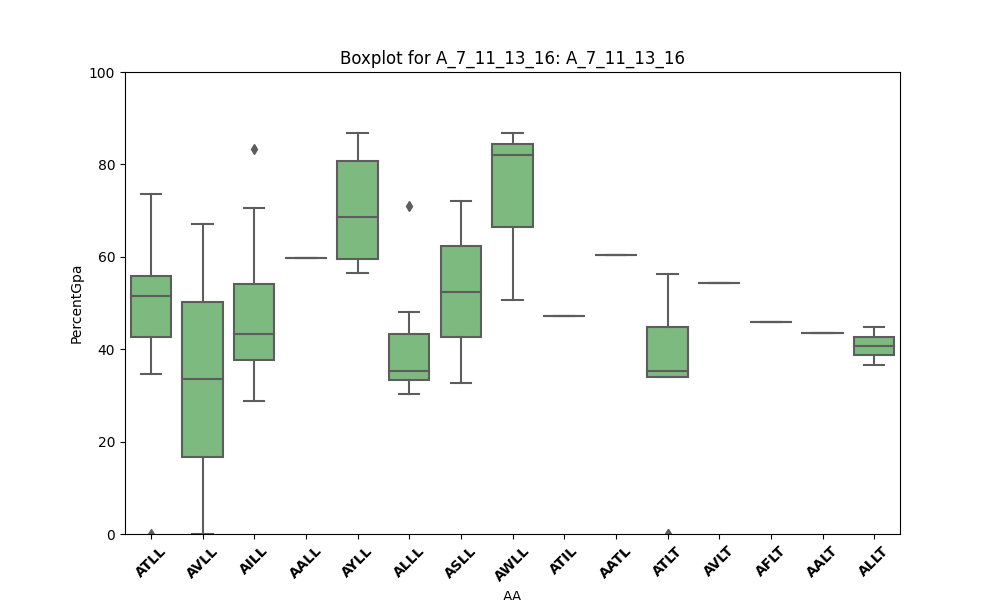 Boxplot for A_7_11_13_16: A_7_11_13_16
PercentGpa
100
80
60
40
20
0
ATLL AVLL AILL AALL AYLL ALLL ASLL AWLL ATIL AATL ATLT AVLT AFLT AALT ALLT
AA